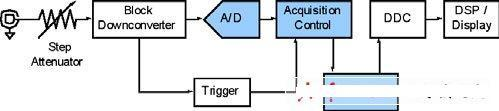 Step
Attenuator
Block
Downconverter
A/D
Acquisition
Control
Trigger
DDC
DSP /
Display